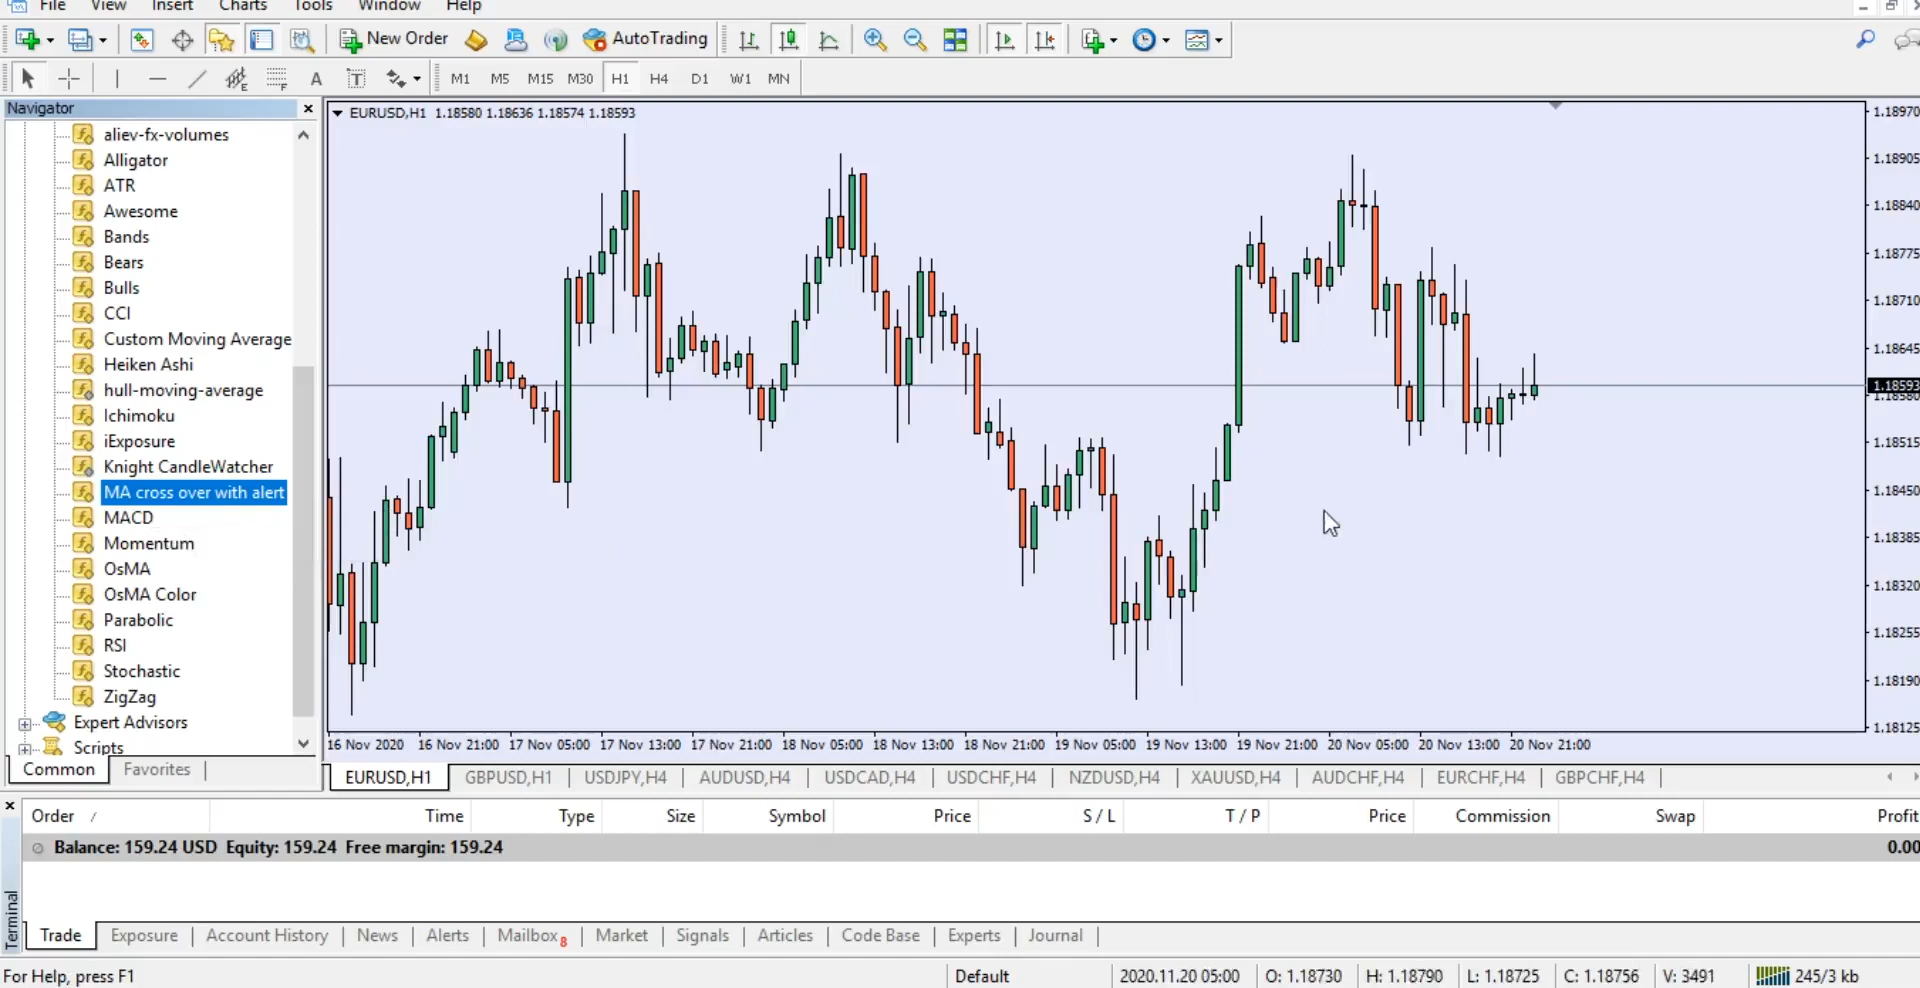 File View Insert Charts Tools Window Help
New Order AutoTrading
A T M1 M5 M15 M30 H1 H4 D1 W1 MN
Navigator
aliev-fx-volumes
Alligator
ATR
Awesome
Bands
Bears
Bulls
CCI
Custom Moving Average
Heiken Ashi
hull-moving-average
Ichimoku
iExposure
Knight CandleWatcher
MA cross over with alert
MACD
Momentum
OsMA
OsMA Color
Parabolic
RSI
Stochastic
ZigZag
Expert Advisors
Scripts
Common Favorites
EURUSD,H1 1.18580 1.18636 1.18574 1.18593
1.18970
1.18905
1.18840
1.18775
1.18710
1.18645
1.18593
1.18580
1.18515
1.18450
1.18385
1.18320
1.18255
1.18190
1.18125
16 Nov 2020 16 Nov 21:00 17 Nov 05:00 17 Nov 13:00 17 Nov 21:00 18 Nov 05:00 18 Nov 13:00 18 Nov 21:00 19 Nov 05:00 19 Nov 13:00 19 Nov 21:00 20 Nov 05:00 20 Nov 13:00 20 Nov 21:00
EURUSD,H1 GBPUSD,H1 USDJPY,H4 AUDUSD,H4 USDCAD,H4 USDCHF,H4 NZDUSD,H4 XAUUSD,H4 AUDCHF,H4 EURCHF,H4 GBPCHF,H4
Order / Time Type Size Symbol Price S / L T / P Price Commission Swap Profit
Balance: 159.24 USD Equity: 159.24 Free margin: 159.24 0.00
Terminal
Trade Exposure Account History News Alerts Mailbox 8 Market Signals Articles Code Base Experts Journal
For Help, press F1 Default 2020.11.20 05:00 O: 1.18730 H: 1.18790 L: 1.18725 C: 1.18756 V: 3491 245/3 kb